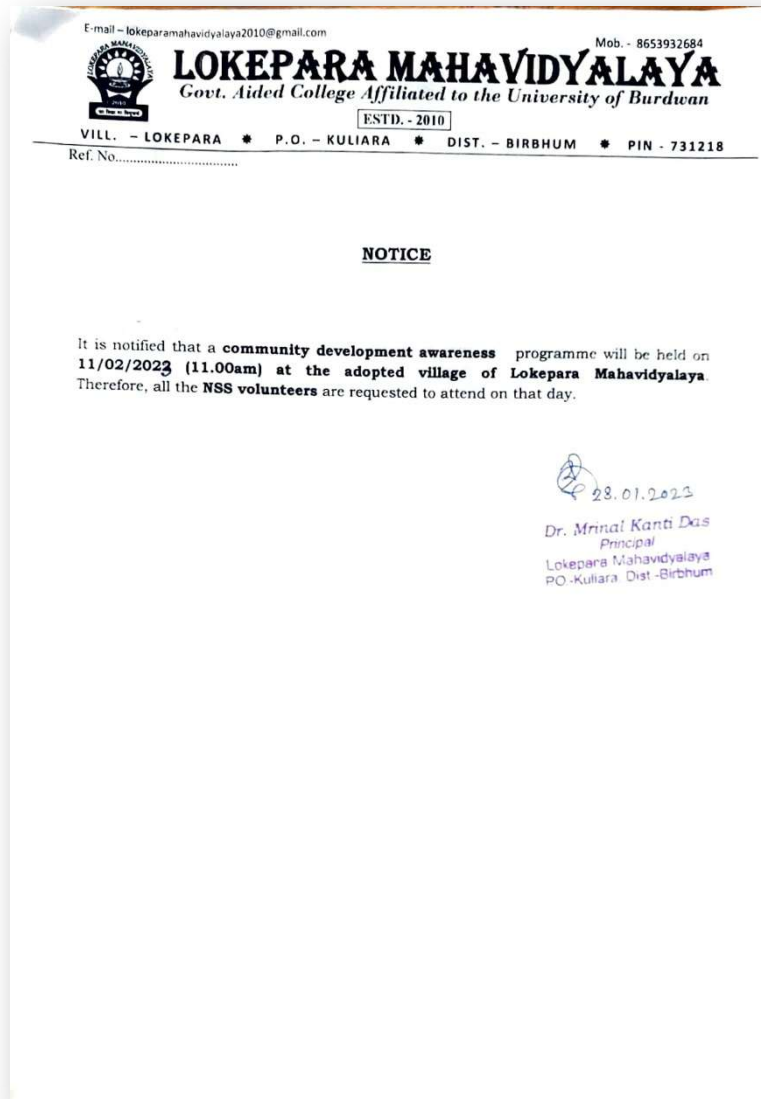 E-mail – lokeparamahavidyalaya2010@gmail.com
Mob. - 8653932684
LOKEPARA MAHAVIDYALAYA
Govt. Aided College Affiliated to the University of Burdwan
ESTD. - 2010
VILL. – LOKEPARA * P.O. – KULIARA * DIST. – BIRBHUM * PIN - 731218
Ref. No.................................
NOTICE
It is notified that a community development awareness programme will be held on
11/02/2023 (11.00am) at the adopted village of Lokepara Mahavidyalaya.
Therefore, all the NSS volunteers are requested to attend on that day.
28.01.2023
Dr. Mrinal Kanti Das
Principal
Lokepara Mahavidyalaya
PO-Kuliara Dist-Birbhum